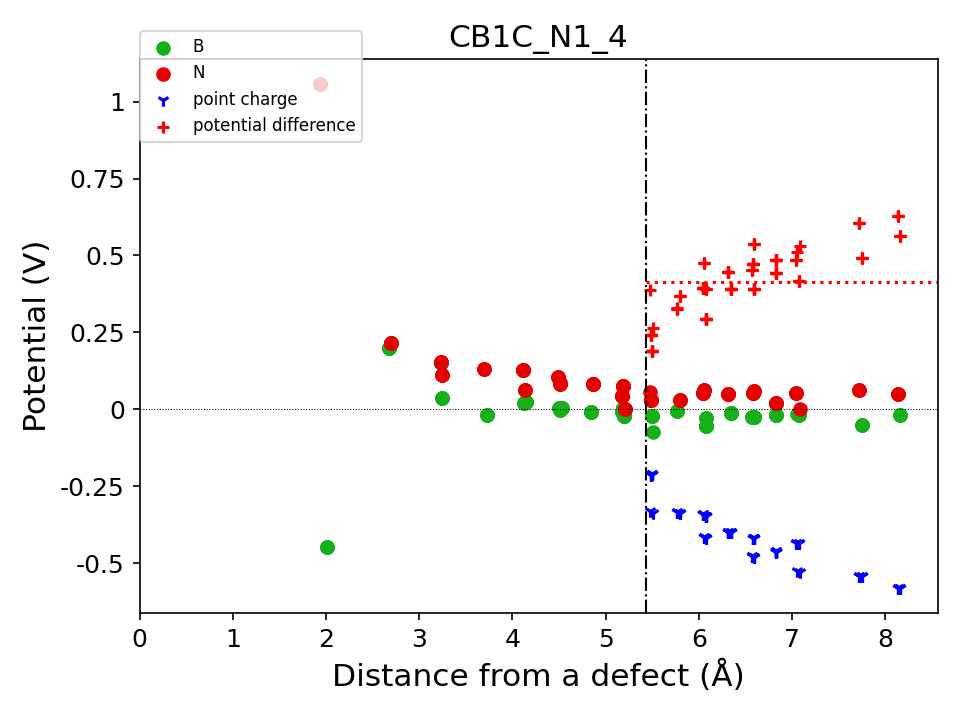 CB1C_N1_4
B
N
point charge
potential difference
1
0.75
0.5
0.25
0
-0.25
-0.5
Potential (V)
0 1 2 3 4 5 6 7 8
Distance from a defect (Å)